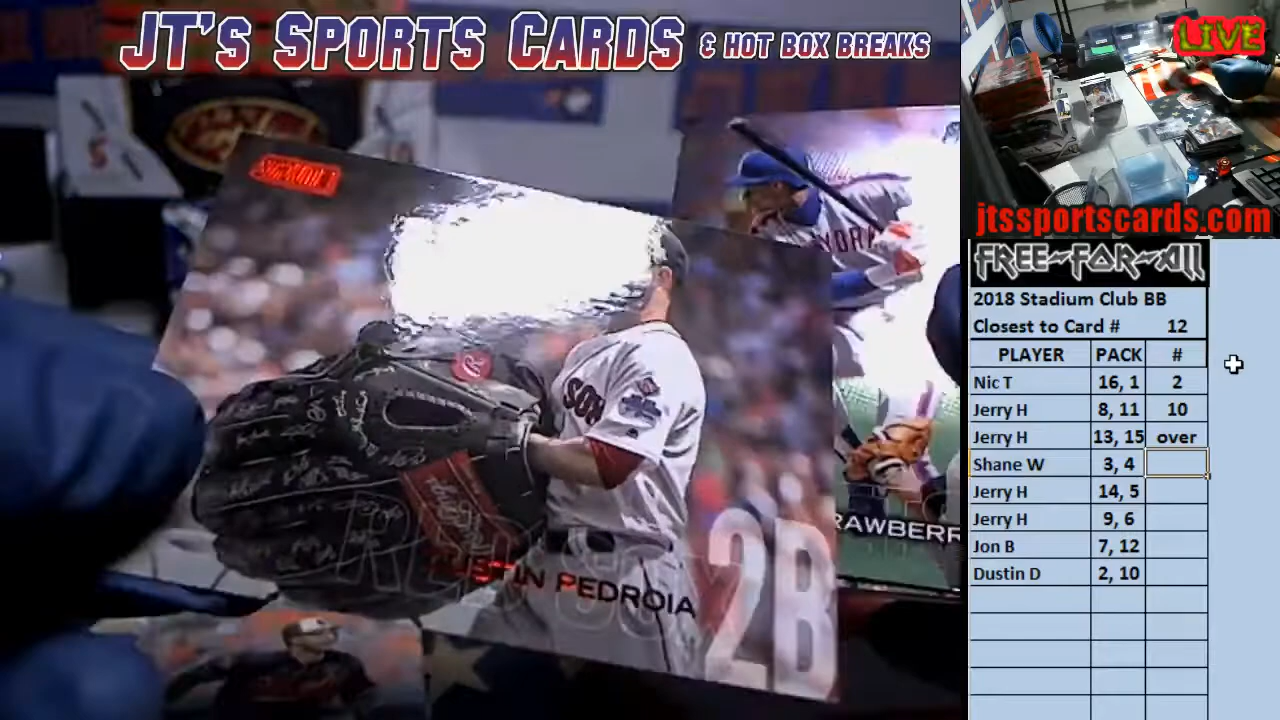 JT's Sports Cards & Hot Box Breaks
LIVE
jtssportscards.com
FREE-FOR-ALL
2018 Stadium Club BB
Closest to Card # 12
PLAYER PACK #
Nic T 16, 1 2
Jerry H 8, 11 10
Jerry H 13, 15 over
Shane W 3, 4
Jerry H 14, 5
Jerry H 9, 6
Jon B 7, 12
Dustin D 2, 10
SOX
DUSTIN PEDROIA
2B
RAWBERR